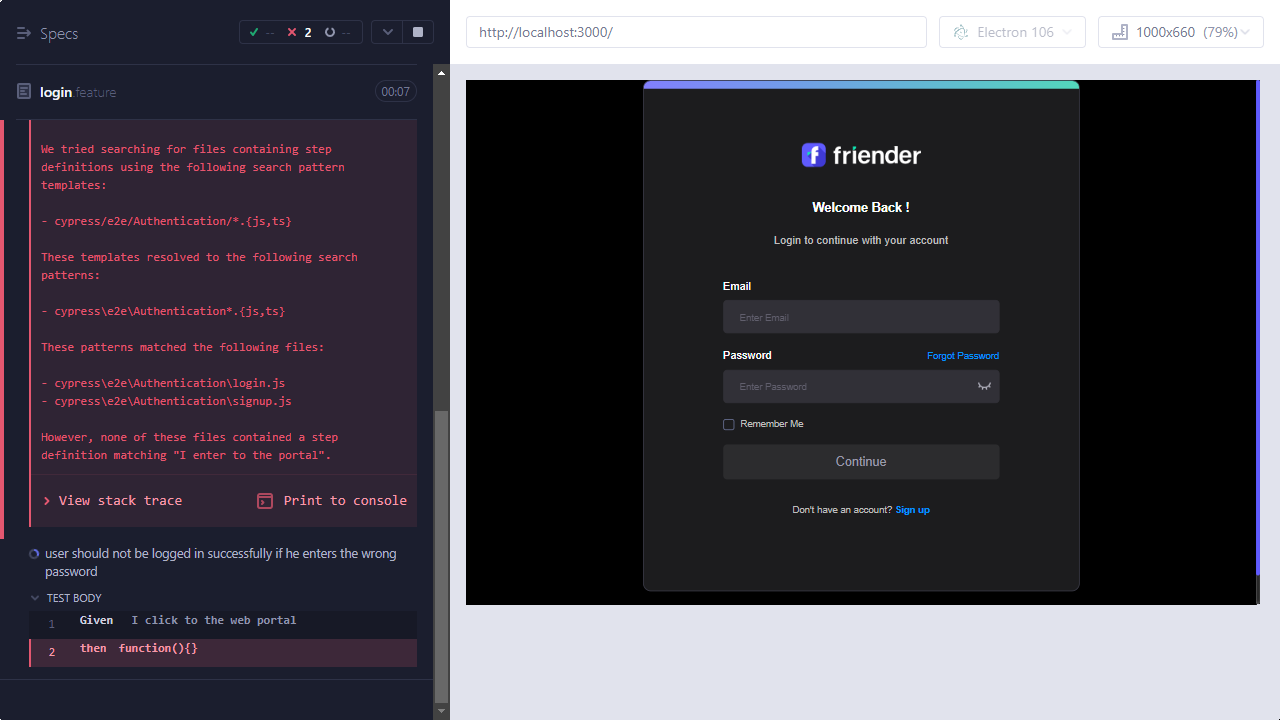 Specs
-- 2 --
login.feature
00:07
We tried searching for files containing step
definitions using the following search pattern
templates:
- cypress/e2e/Authentication/*.{js,ts}
These templates resolved to the following search
patterns:
- cypress\e2e\Authentication*.{js,ts}
These patterns matched the following files:
- cypress\e2e\Authentication\login.js
- cypress\e2e\Authentication\signup.js
However, none of these files contained a step
definition matching "I enter to the portal".
View stack trace
Print to console
user should not be logged in successfully if he enters the wrong
password
TEST BODY
1 Given I click to the web portal
2 then function(){}
http://localhost:3000/
Electron 106
1000x660 (79%)
f friender
Welcome Back !
Login to continue with your account
Email
Enter Email
Password Forgot Password
Enter Password
Remember Me
Continue
Don't have an account? Sign up